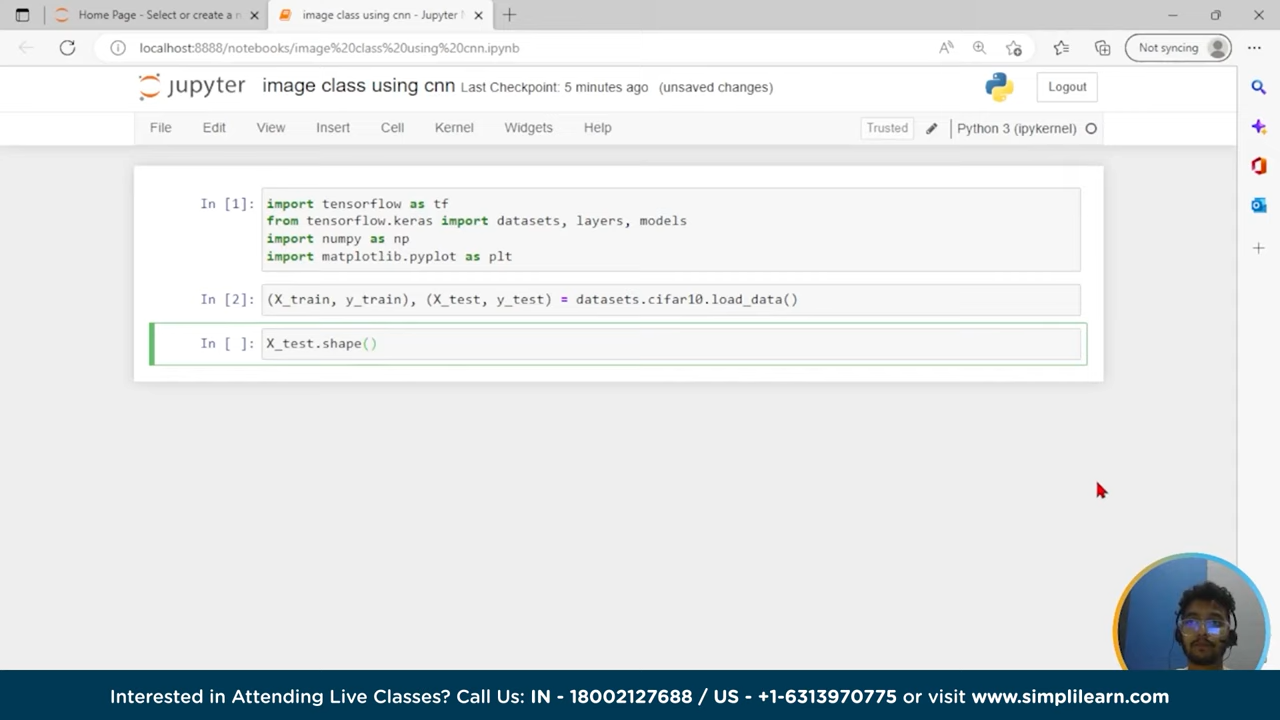 Home Page - Select or create a n
image class using cnn - Jupyter N
localhost:8888/notebooks/image%20class%20using%20cnn.ipynb
Not syncing
jupyter image class using cnn Last Checkpoint: 5 minutes ago (unsaved changes)
Logout
File Edit View Insert Cell Kernel Widgets Help
Trusted
Python 3 (ipykernel)
In [1]: import tensorflow as tf
from tensorflow.keras import datasets, layers, models
import numpy as np
import matplotlib.pyplot as plt
In [2]: (X_train, y_train), (X_test, y_test) = datasets.cifar10.load_data()
In [ ]: X_test.shape()
Interested in Attending Live Classes? Call Us: IN - 18002127688 / US - +1-6313970775 or visit www.simplilearn.com